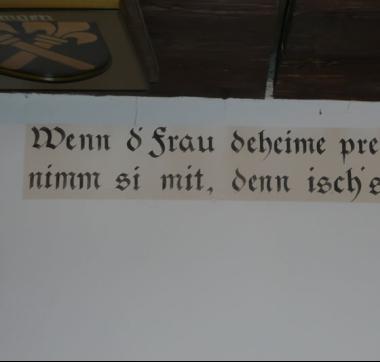 Wenn d'Frau deheime pre
nimm si mit, denn isch's